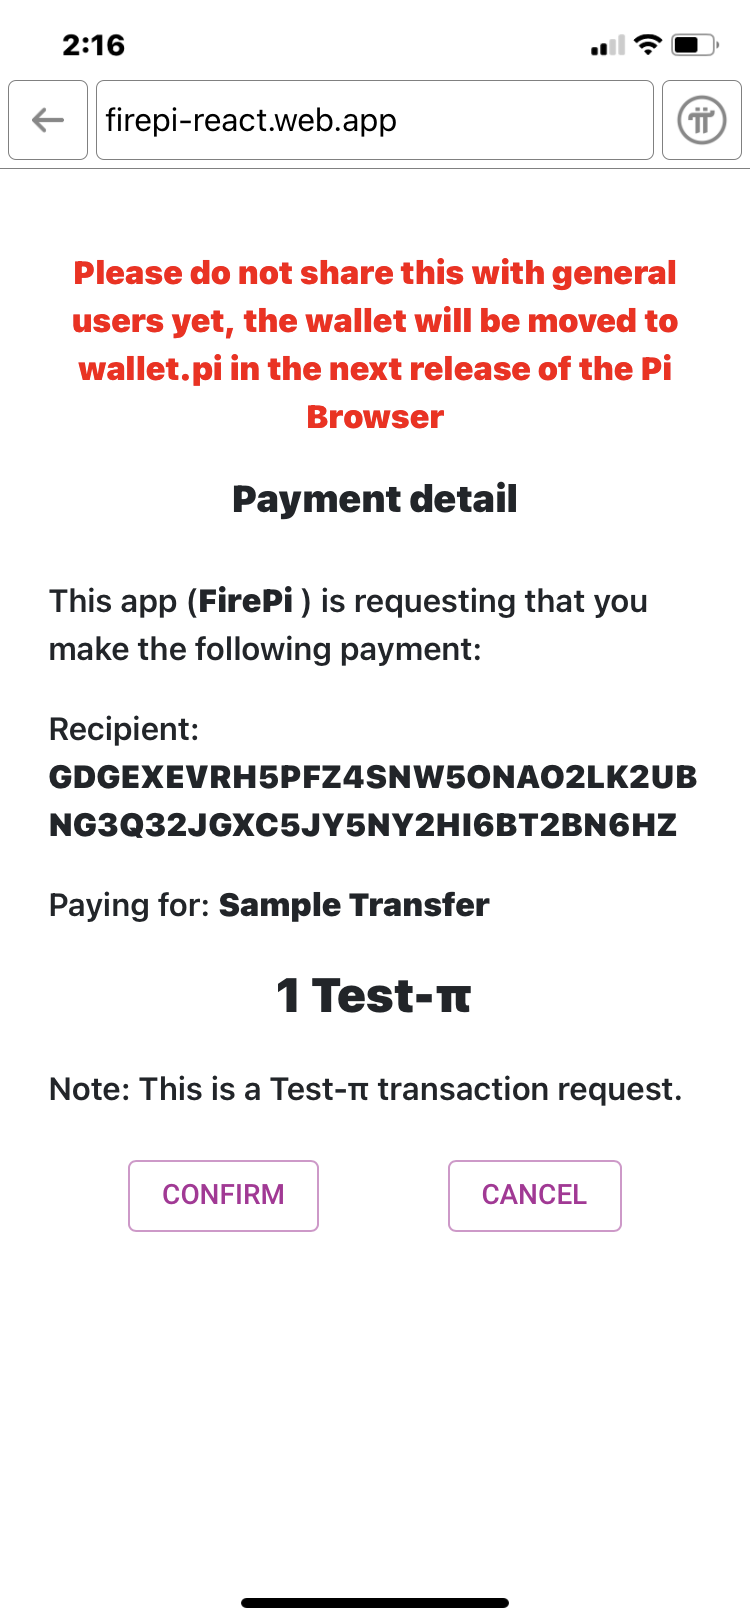 2:16
firepi-react.web.app
Please do not share this with general
users yet, the wallet will be moved to
wallet.pi in the next release of the Pi
Browser
Payment detail
This app (FirePi ) is requesting that you
make the following payment:
Recipient:
GDGEXEVRH5PFZ4SNW5ONAO2LK2UB
NG3Q32JGXC5JY5NY2HI6BT2BN6HZ
Paying for: Sample Transfer
1 Test-π
Note: This is a Test-π transaction request.
CONFIRM
CANCEL